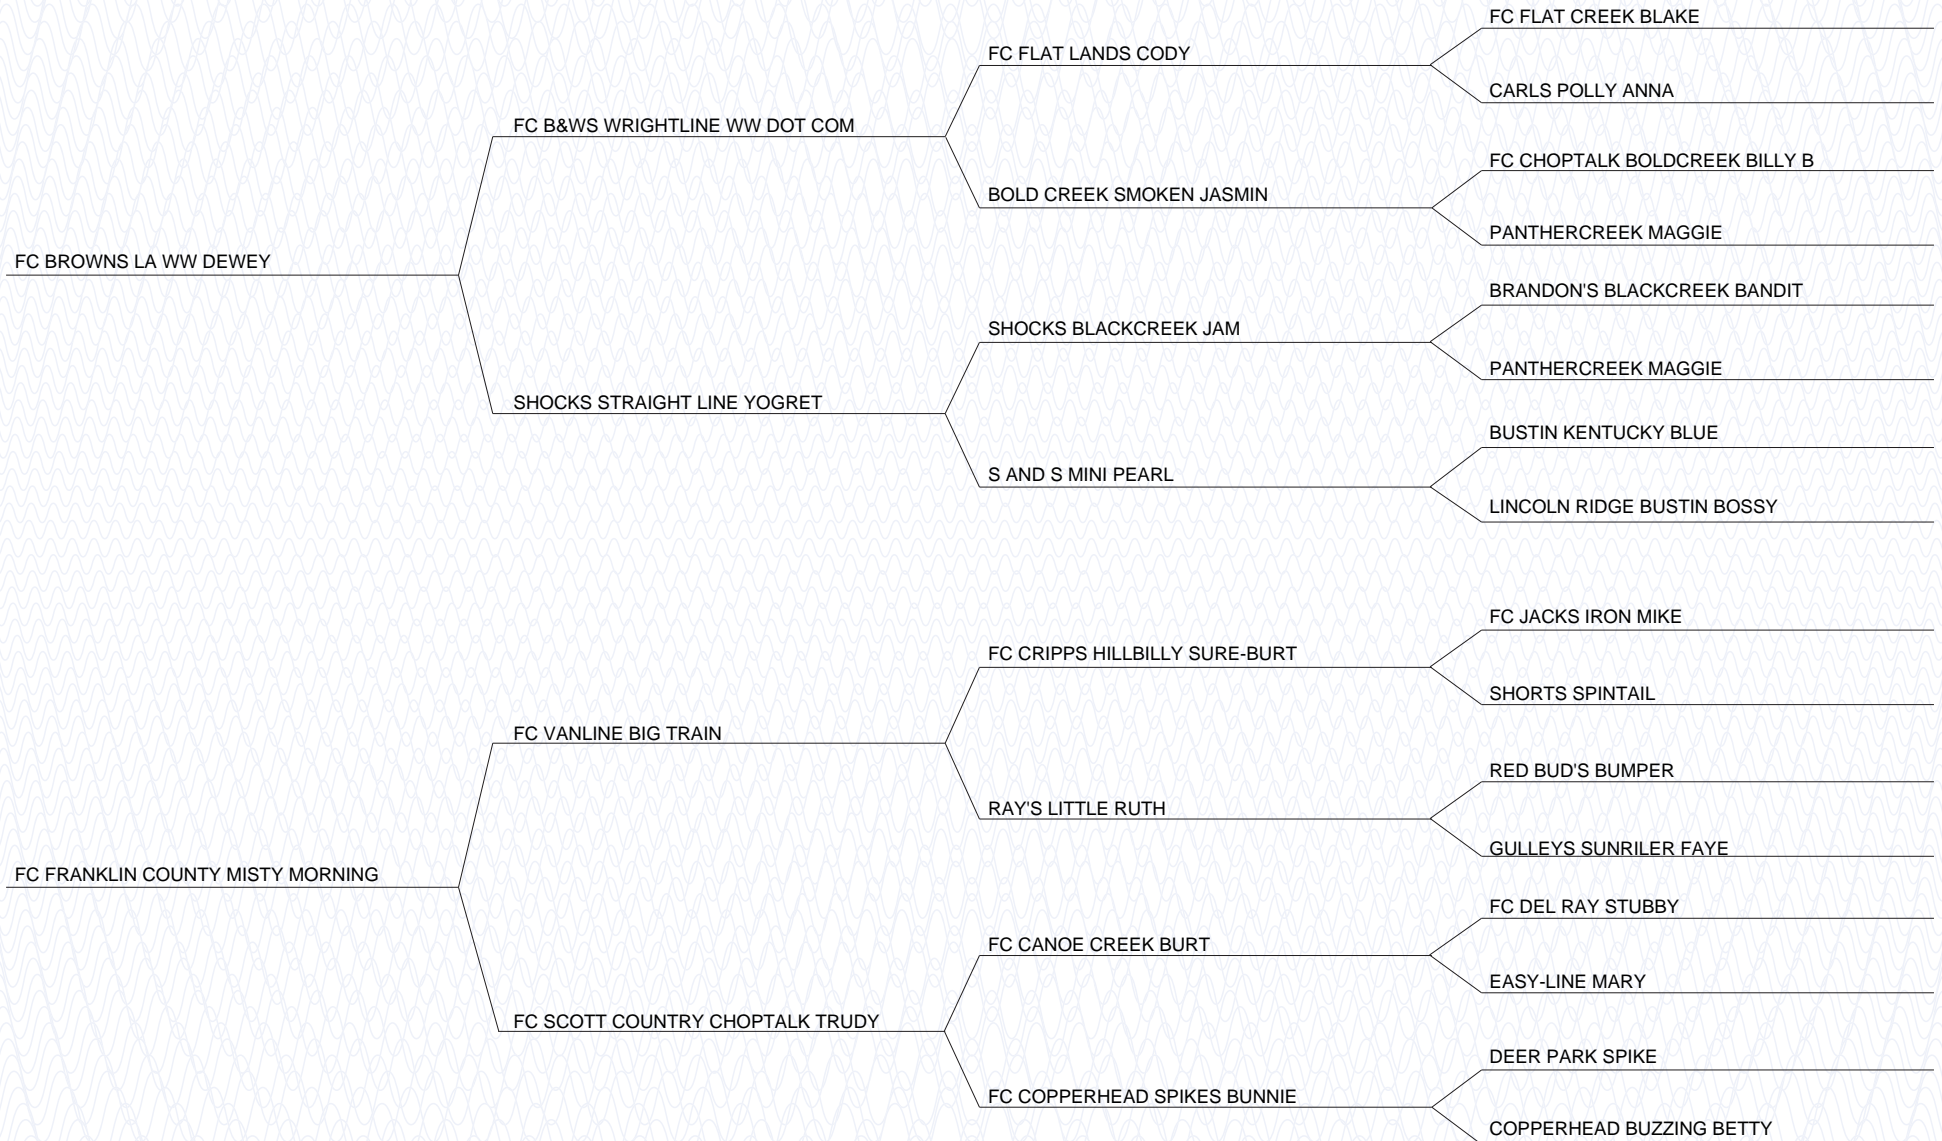 FC FLAT CREEK BLAKE
FC FLAT LANDS CODY
CARLS POLLY ANNA
FC B&WS WRIGHTLINE WW DOT COM
FC CHOPTALK BOLDCREEK BILLY B
BOLD CREEK SMOKEN JASMIN
PANTHERCREEK MAGGIE
FC BROWNS LA WW DEWEY
BRANDON'S BLACKCREEK BANDIT
SHOCKS BLACKCREEK JAM
PANTHERCREEK MAGGIE
SHOCKS STRAIGHT LINE YOGRET
BUSTIN KENTUCKY BLUE
S AND S MINI PEARL
LINCOLN RIDGE BUSTIN BOSSY
FC JACKS IRON MIKE
FC CRIPPS HILLBILLY SURE-BURT
SHORTS SPINTAIL
FC VANLINE BIG TRAIN
RED BUD'S BUMPER
RAY'S LITTLE RUTH
GULLEYS SUNRILER FAYE
FC FRANKLIN COUNTY MISTY MORNING
FC DEL RAY STUBBY
FC CANOE CREEK BURT
EASY-LINE MARY
FC SCOTT COUNTRY CHOPTALK TRUDY
DEER PARK SPIKE
FC COPPERHEAD SPIKES BUNNIE
COPPERHEAD BUZZING BETTY